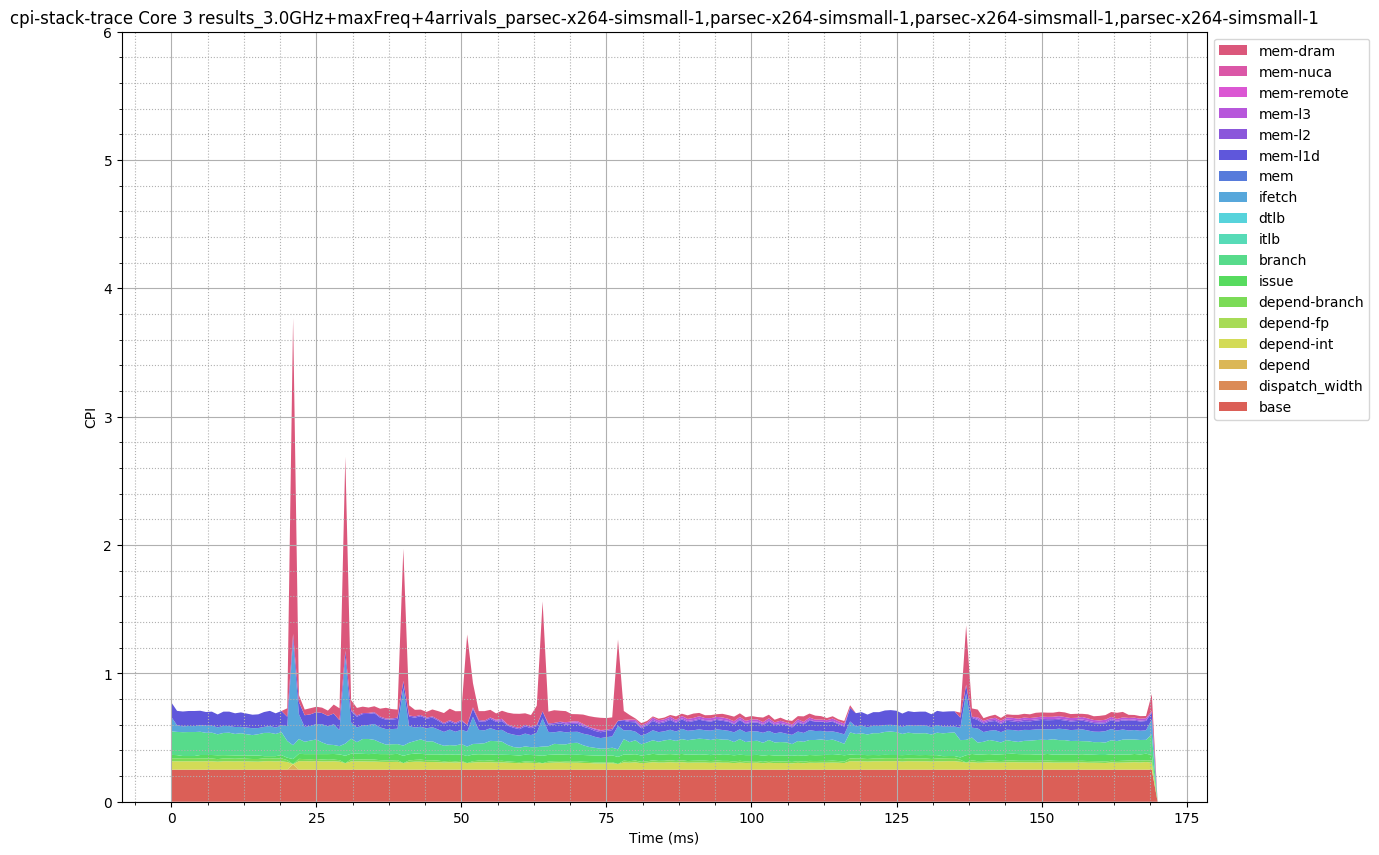 cpi-stack-trace Core 3 results_3.0GHz+maxFreq+4arrivals_parsec-x264-simsmall-1,parsec-x264-simsmall-1,parsec-x264-simsmall-1,parsec-x264-simsmall-1
6
5
4
3
2
1
0
CPI
0
25
50
75
100
125
150
175
Time (ms)
mem-dram
mem-nuca
mem-remote
mem-l3
mem-l2
mem-l1d
mem
ifetch
dtlb
itlb
branch
issue
depend-branch
depend-fp
depend-int
depend
dispatch_width
base